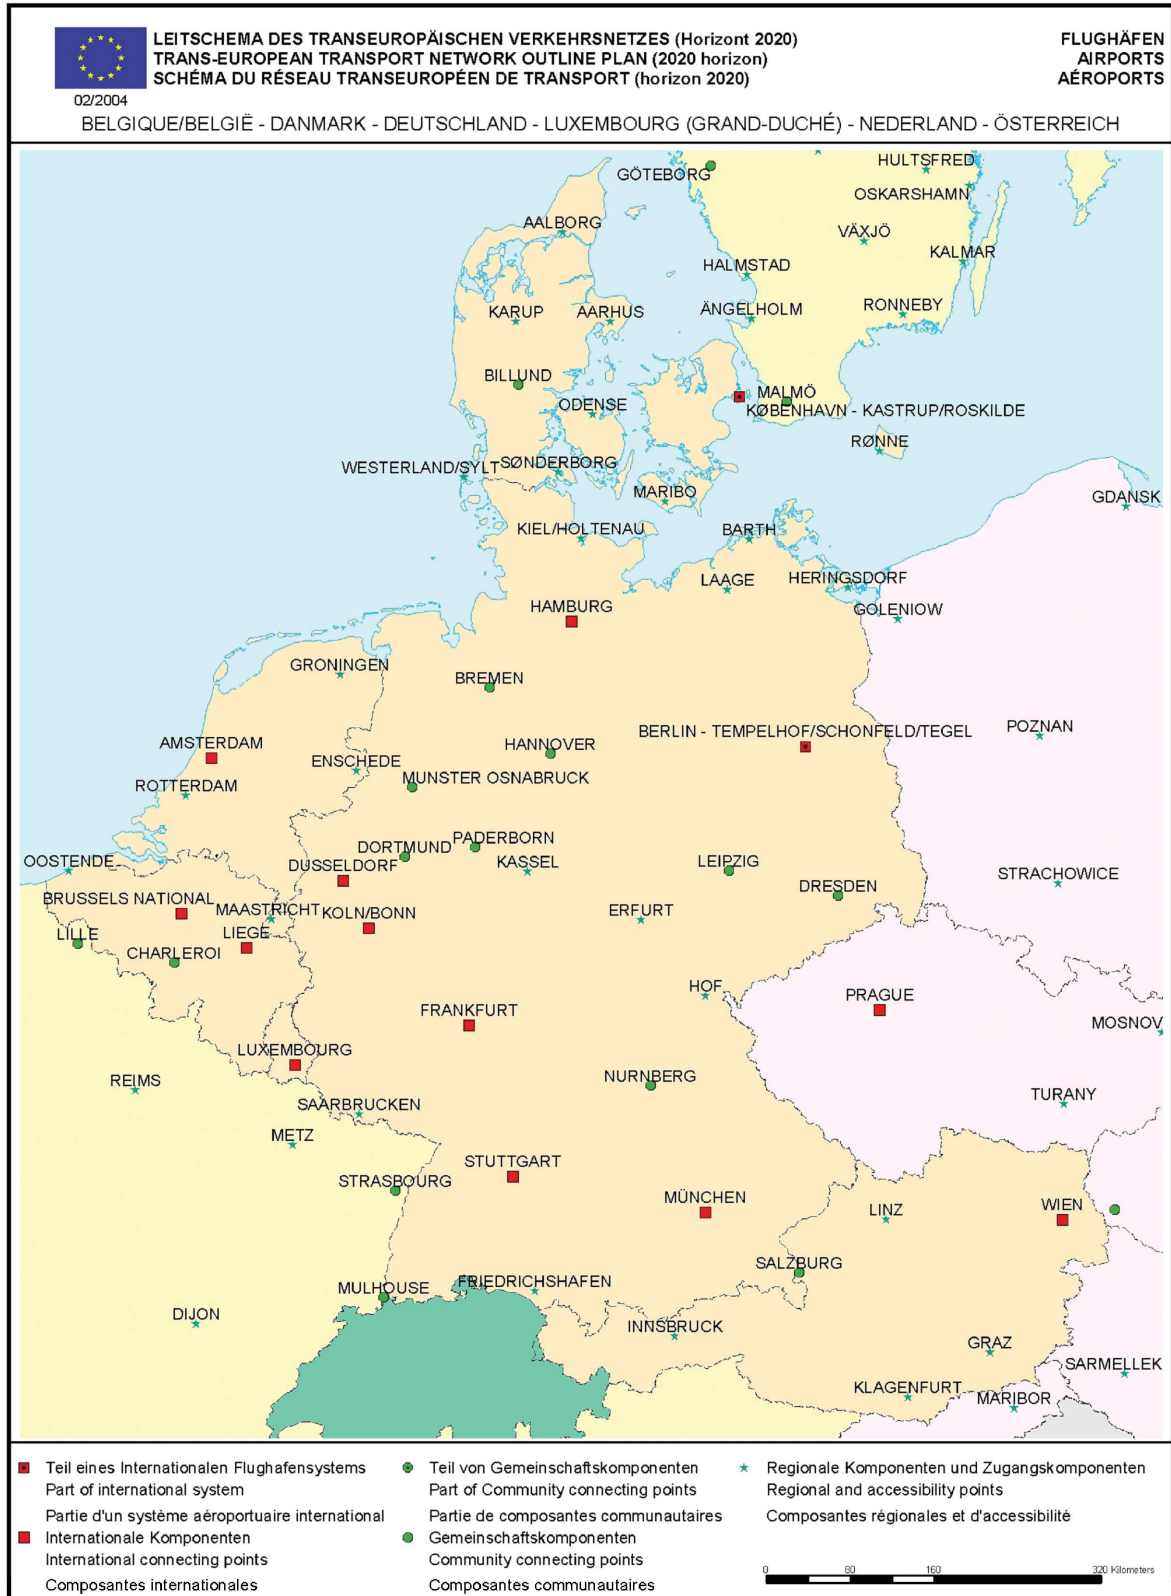 LEITSCHEMA DES TRANSEUROPÄISCHEN VERKEHRSNETZES (Horizont 2020)
TRANS-EUROPEAN TRANSPORT NETWORK OUTLINE PLAN (2020 horizon)
SCHÉMA DU RÉSEAU TRANSEUROPÉEN DE TRANSPORT (horizon 2020)
FLUGHÄFEN
AIRPORTS
AÉROPORTS
02/2004
BELGIQUE/BELGIË - DANMARK - DEUTSCHLAND - LUXEMBOURG (GRAND-DUCHÉ) - NEDERLAND - ÖSTERREICH
HULTSFRED
GÖTEBORG
OSKARSHAMN
AALBORG
VÄXJÖ
KALMAR
HALMSTAD
KARUP
AARHUS
ÄNGELHOLM
RONNEBY
BILLUND
MALMÖ
ODENSE
KØBENHAVN - KASTRUP/ROSKILDE
RØNNE
WESTERLAND/SYLT
SØNDERBORG
MARIBO
GDANSK
KIEL/HOLTENAU
BARTH
LAAGE
HERINGSDORF
HAMBURG
GOLENIOW
GRONINGEN
BREMEN
POZNAN
BERLIN - TEMPELHOF/SCHONFELD/TEGEL
AMSTERDAM
HANNOVER
ENSCHEDE
MUNSTER OSNABRUCK
ROTTERDAM
PADERBORN
DORTMUND
OOSTENDE
DUSSELDORF
KASSEL
LEIPZIG
STRACHOWICE
DRESDEN
BRUSSELS NATIONAL
MAASTRICHT
KOLN/BONN
ERFURT
LILLE
LIEGE
CHARLEROI
HOF
PRAGUE
FRANKFURT
MOSNOV
LUXEMBOURG
NURNBERG
REIMS
TURANY
SAARBRUCKEN
METZ
STUTTGART
STRASBOURG
MÜNCHEN
LINZ
WIEN
SALZBURG
MULHOUSE
FRIEDRICHSHAFEN
DIJON
INNSBRUCK
GRAZ
SARMELLEK
KLAGENFURT
MARIBOR
Teil eines Internationalen Flughafensystems
Part of international system
Partie d'un système aéroportuaire international
Internationale Komponenten
International connecting points
Composantes internationales
Teil von Gemeinschaftskomponenten
Part of Community connecting points
Partie de composantes communautaires
Gemeinschaftskomponenten
Community connecting points
Composantes communautaires
Regionale Komponenten und Zugangskomponenten
Regional and accessibility points
Composantes régionales et d'accessibilité
0 80 160 320 Kilometers